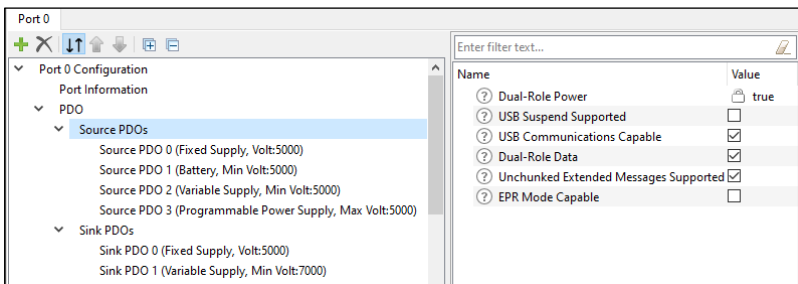 Port 0
Port 0 Configuration
Port Information
PDO
Source PDOs
Source PDO 0 (Fixed Supply, Volt:5000)
Source PDO 1 (Battery, Min Volt:5000)
Source PDO 2 (Variable Supply, Min Volt:5000)
Source PDO 3 (Programmable Power Supply, Max Volt:5000)
Sink PDOs
Sink PDO 0 (Fixed Supply, Volt:5000)
Sink PDO 1 (Variable Supply, Min Volt:7000)
Enter filter text...
Name Value
Dual-Role Power true
USB Suspend Supported
USB Communications Capable
Dual-Role Data
Unchunked Extended Messages Supported
EPR Mode Capable